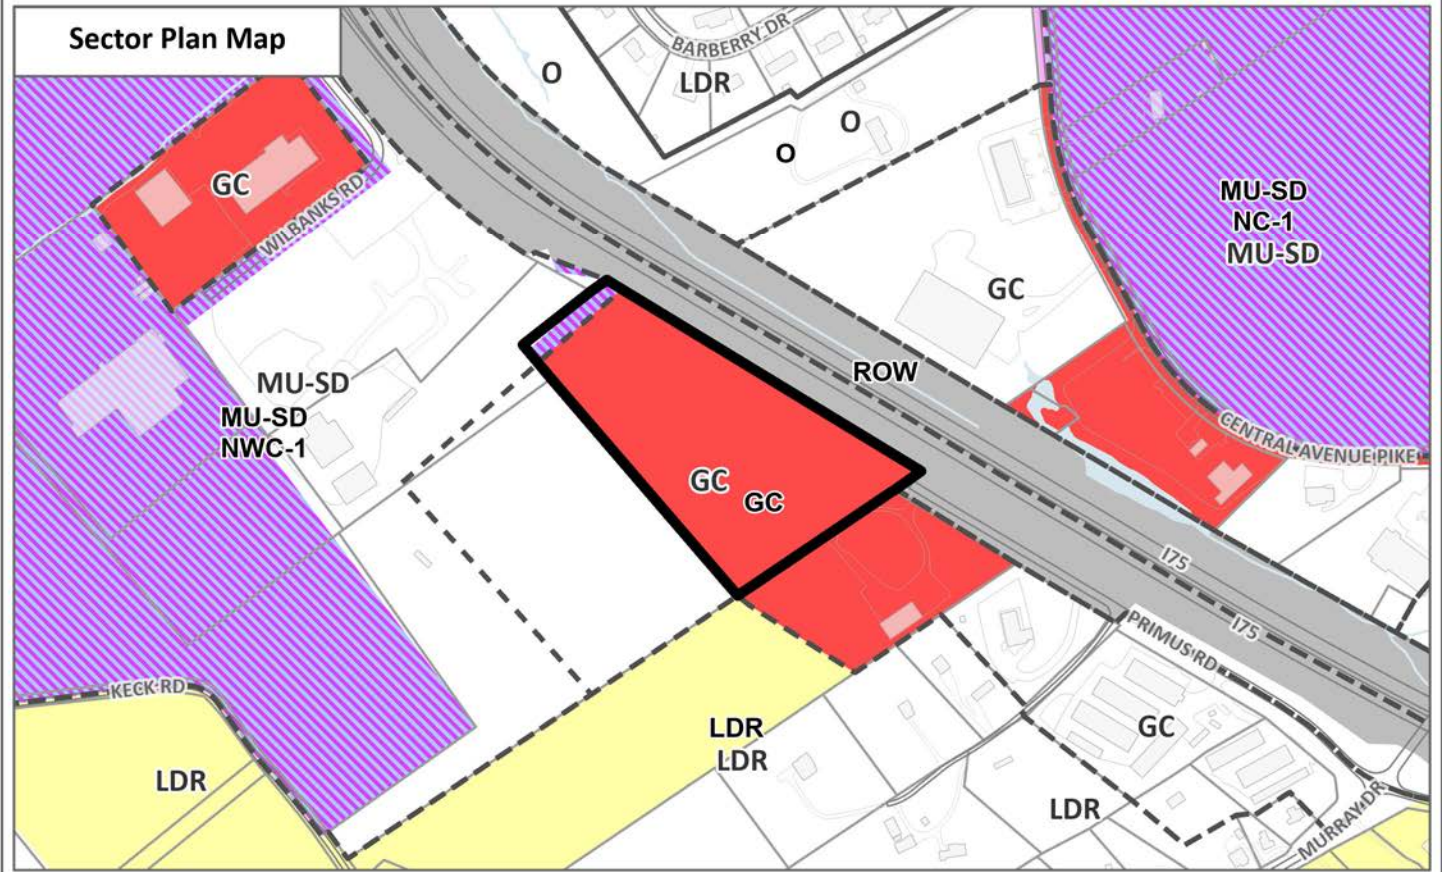 Sector Plan Map
BARBERRY DR
O
LDR
O
O
GC
WILBANKS RD
MU-SD
NC-1
MU-SD
GC
ROW
MU-SD
MU-SD
NWC-1
CENTRAL AVENUE PIKE
GC
GC
I75
I75
PRIMUS RD
KECK RD
LDR
LDR
GC
LDR
LDR
MURRAY DR